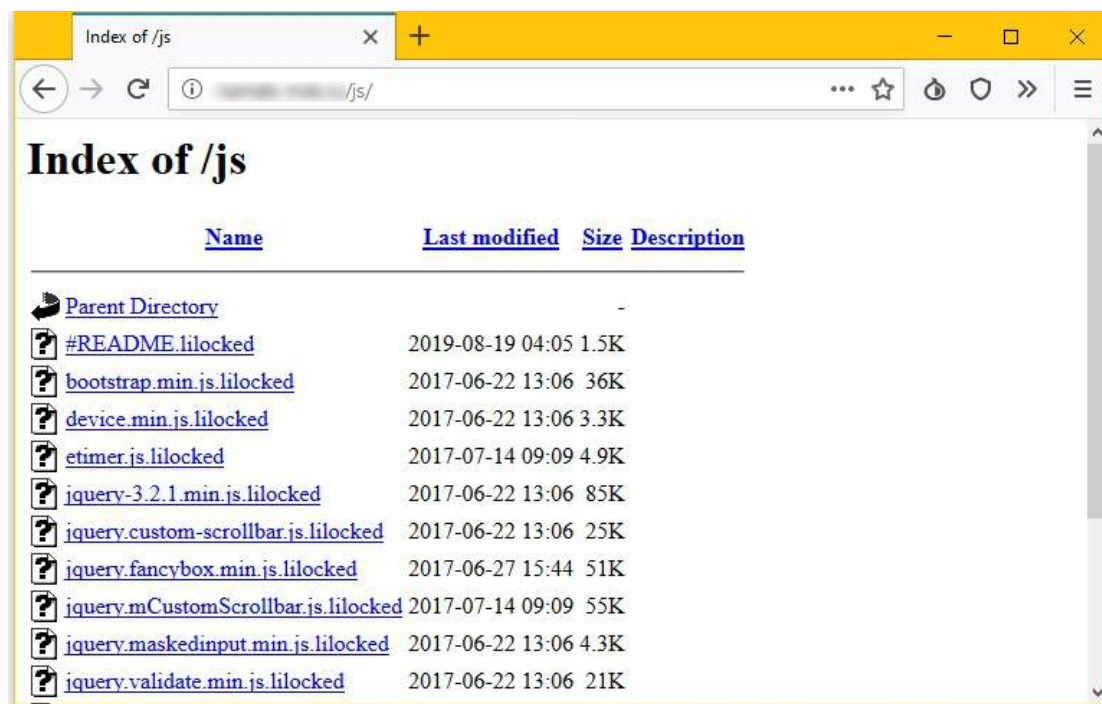 Index of /js
/js/
Index of /js
Name Last modified Size Description
Parent Directory -
#README.lilocked 2019-08-19 04:05 1.5K
bootstrap.min.js.lilocked 2017-06-22 13:06 36K
device.min.js.lilocked 2017-06-22 13:06 3.3K
etimer.js.lilocked 2017-07-14 09:09 4.9K
jquery-3.2.1.min.js.lilocked 2017-06-22 13:06 85K
jquery.custom-scrollbar.js.lilocked 2017-06-22 13:06 25K
jquery.fancybox.min.js.lilocked 2017-06-27 15:44 51K
jquery.mCustomScrollbar.js.lilocked 2017-07-14 09:09 55K
jquery.maskedinput.min.js.lilocked 2017-06-22 13:06 4.3K
jquery.validate.min.js.lilocked 2017-06-22 13:06 21K